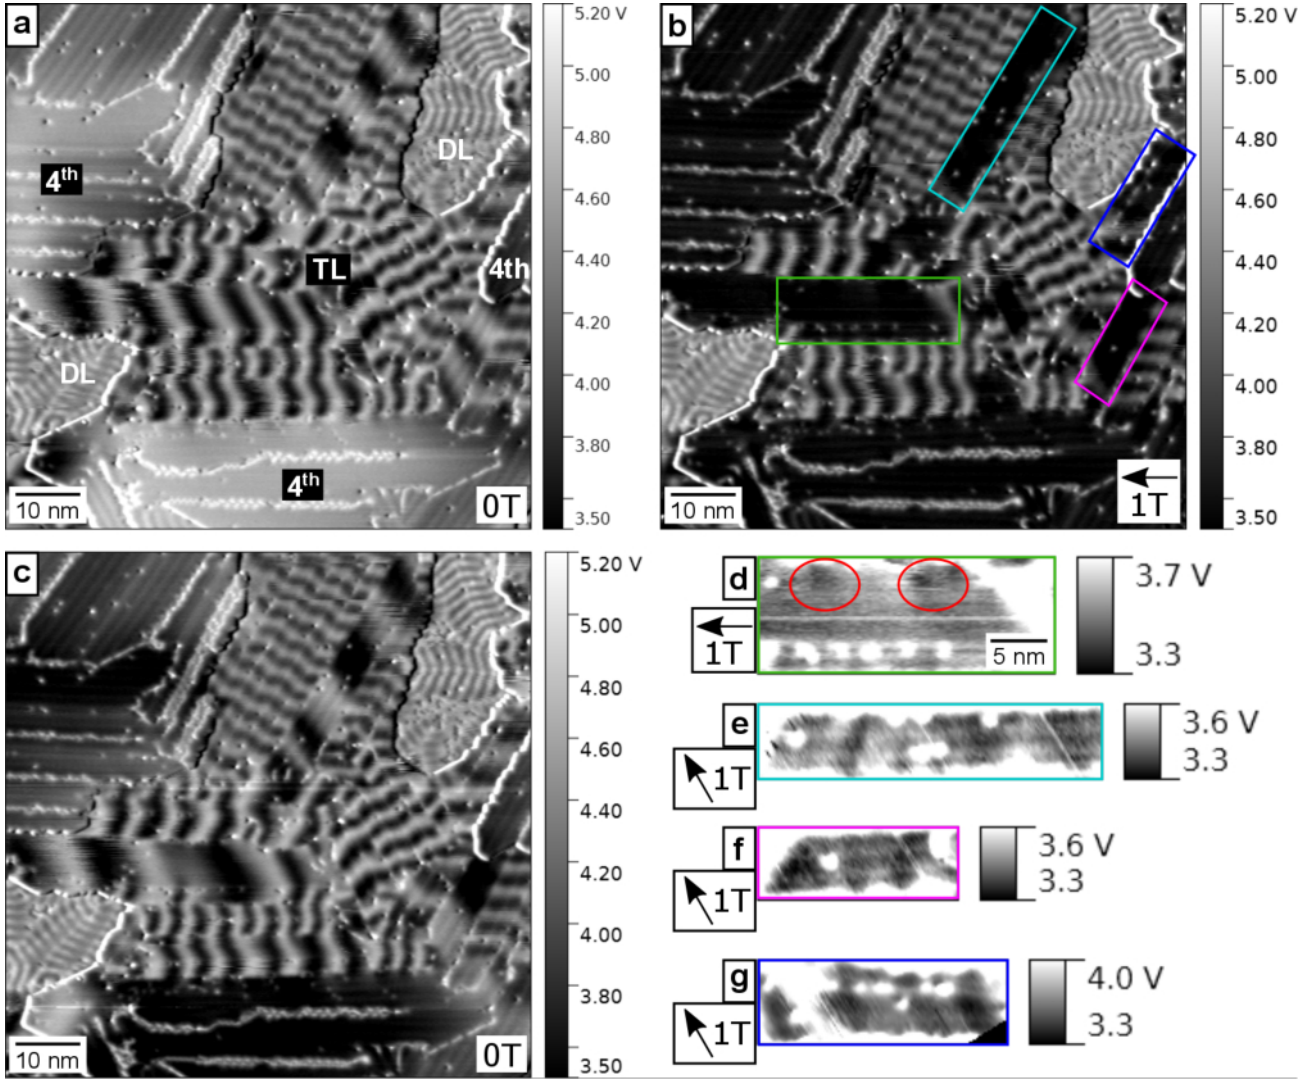 a
DL
4th
TL
4th
DL
4th
10 nm
0T
5.20 V
5.00
4.80
4.60
4.40
4.20
4.00
3.80
3.50
b
10 nm
1T
5.20 V
5.00
4.80
4.60
4.40
4.20
4.00
3.80
3.50
c
10 nm
0T
5.20 V
5.00
4.80
4.60
4.40
4.20
4.00
3.80
3.50
d
1T
5 nm
3.7 V
3.3
e
1T
3.6 V
3.3
f
1T
3.6 V
3.3
g
1T
4.0 V
3.3